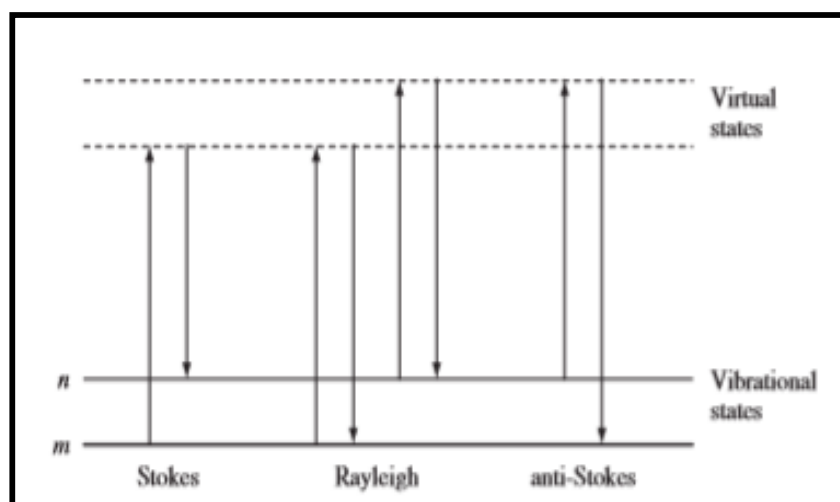 Virtual
states
n
Vibrational
states
m
Stokes
Rayleigh
anti-Stokes